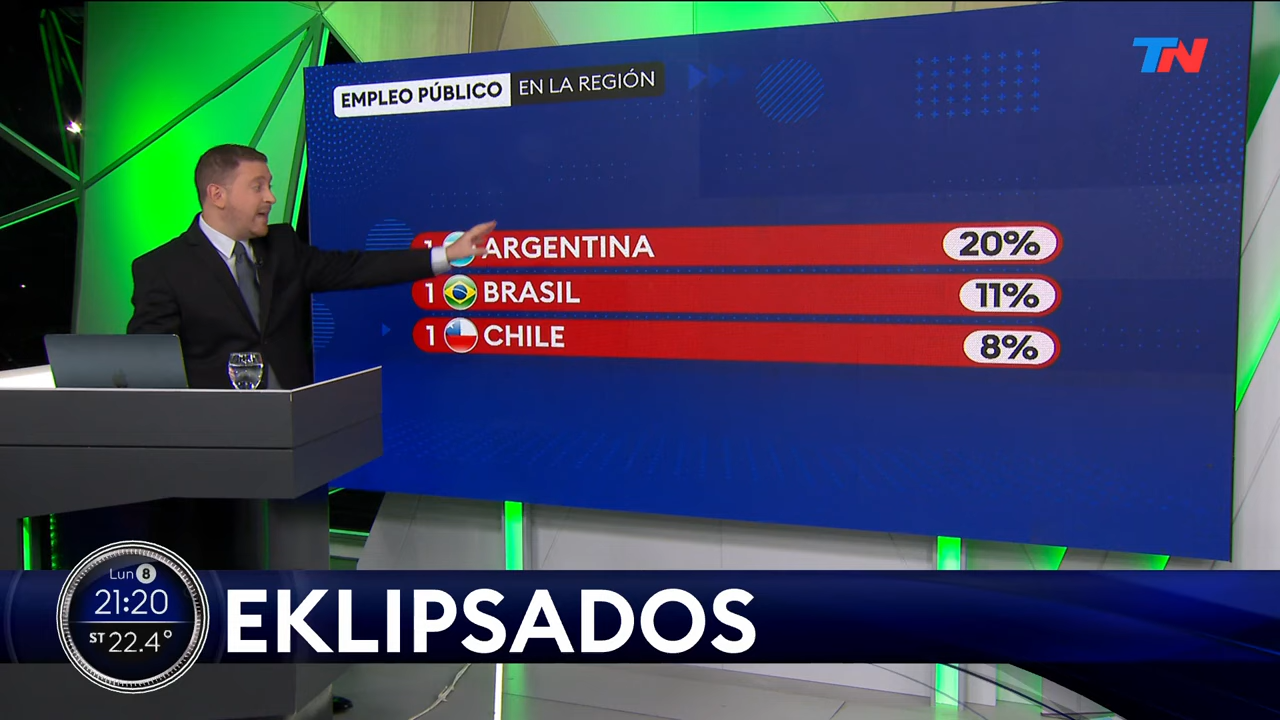 TN
EMPLEO PÚBLICO EN LA REGIÓN
1 ARGENTINA 20%
1 BRASIL 11%
1 CHILE 8%
Lun 8
21:20
ST 22.4°
EKLIPSADOS